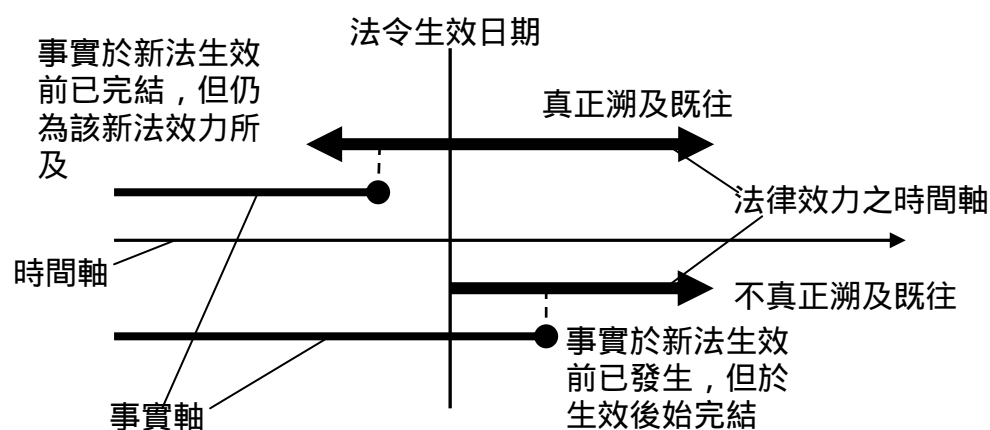 法令生效日期
事實於新法生效
前已完結，但仍
為該新法效力所
及
真正溯及既往
法律效力之時間軸
時間軸
不真正溯及既往
事實於新法生效
前已發生，但於
生效後始完結
事實軸